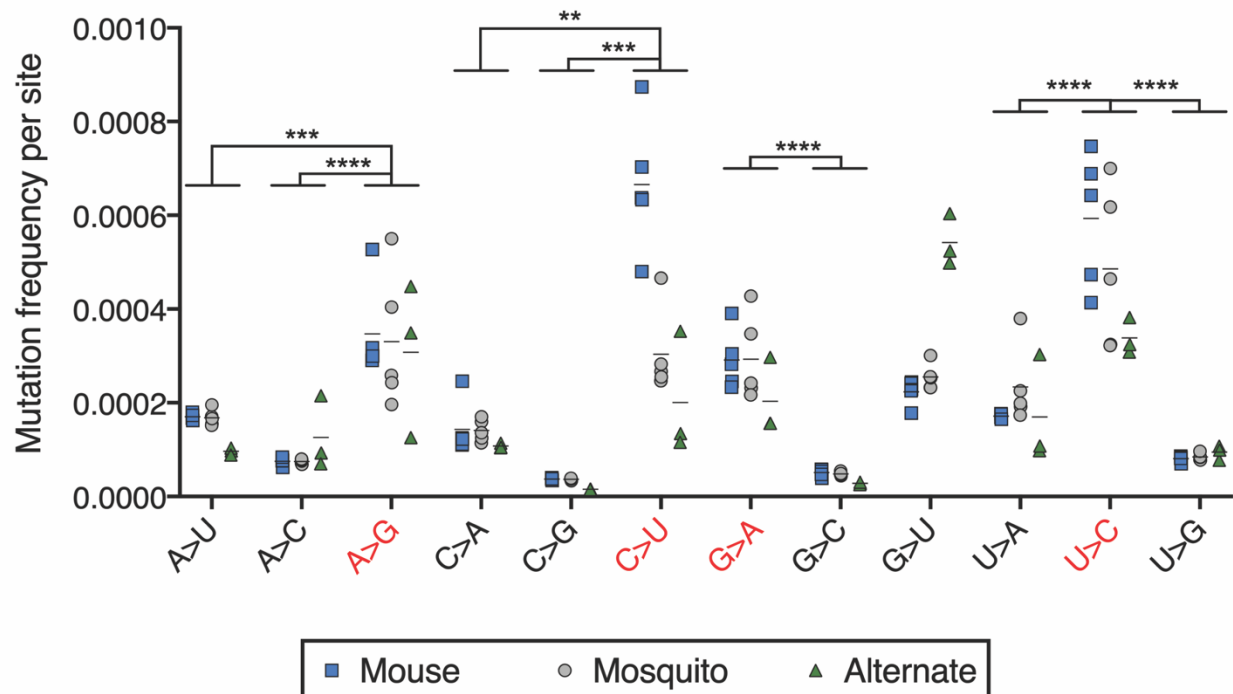 Mutation frequency per site
0.0010
0.0008
0.0006
0.0004
0.0002
0.0000
**
***
***
****
****
****
****
A>U
A>C
A>G
C>A
C>G
C>U
G>A
G>C
G>U
U>A
U>C
U>G
Mouse Mosquito Alternate